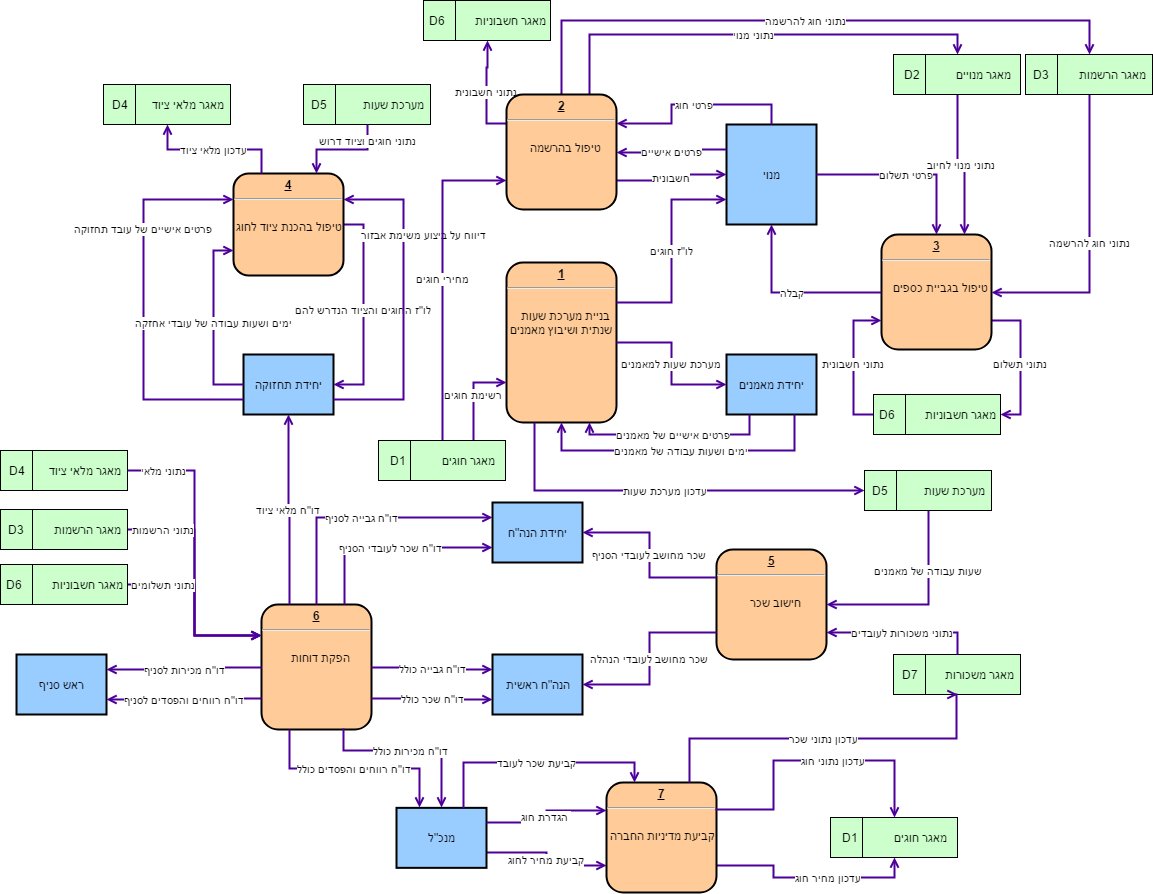 D6 מאגר חשבוניות
נתוני חוג להרשמה
נתוני מנוי
D2 מאגר מנויים
D3 מאגר הרשמות
D4 מאגר מלאי ציוד
D5 מערכת שעות
נתוני חשבונית
2
טיפול בהרשמה
פרטי חוג
פרטים אישיים
חשבונית
מנוי
עדכון מלאי ציוד
נתוני חוגים וציוד דרוש
נתוני מנוי לחיוב
פרטי תשלום
4
טיפול בהכנת ציוד לחוג
פרטים אישיים של עובד תחזוקה
דיווח על ביצוע משימת אבזור
לו"ז חוגים
נתוני חוג להרשמה
3
טיפול בגביית כספים
מחירי חוגים
קבלה
1
בניית מערכת שעות
שנתית ושיבוץ מאמנים
לו"ז החוגים והציוד הנדרש להם
ימים ושעות עבודה של עובדי אחזקה
יחידת תחזוקה
מערכת שעות למאמנים
יחידת מאמנים
נתוני חשבונית
נתוני תשלום
רשימת חוגים
D6 מאגר חשבוניות
פרטים אישיים של מאמנים
ימים ושעות עבודה של מאמנים
D1 מאגר חוגים
D4 מאגר מלאי ציוד
נתוני מלאי
עדכון מערכת שעות
D5 מערכת שעות
דו"ח מלאי ציוד
דו"ח גבייה לסניף
D3 מאגר הרשמות
נתוני הרשמות
יחידת הנה"ח
דו"ח שכר לעובדי הסניף
שכר מחושב לעובדי הסניף
5
חישוב שכר
שעות עבודה של מאמנים
D6 מאגר חשבוניות
נתוני תשלומים
6
הפקת דוחות
נתוני משכורות לעובדים
שכר מחושב לעובדי הנהלה
ראש סניף
דו"ח מכירות לסניף
דו"ח רווחים והפסדים לסניף
דו"ח גבייה כולל
דו"ח שכר כולל
הנה"ח ראשית
D7 מאגר משכורות
עדכון נתוני שכר
דו"ח מכירות כולל
דו"ח רווחים והפסדים כולל
קביעת שכר לעובד
עדכון נתוני חוג
7
קביעת מדיניות החברה
הגדרת חוג
מנכ"ל
קביעת מחיר לחוג
D1 מאגר חוגים
עדכון מחיר חוג